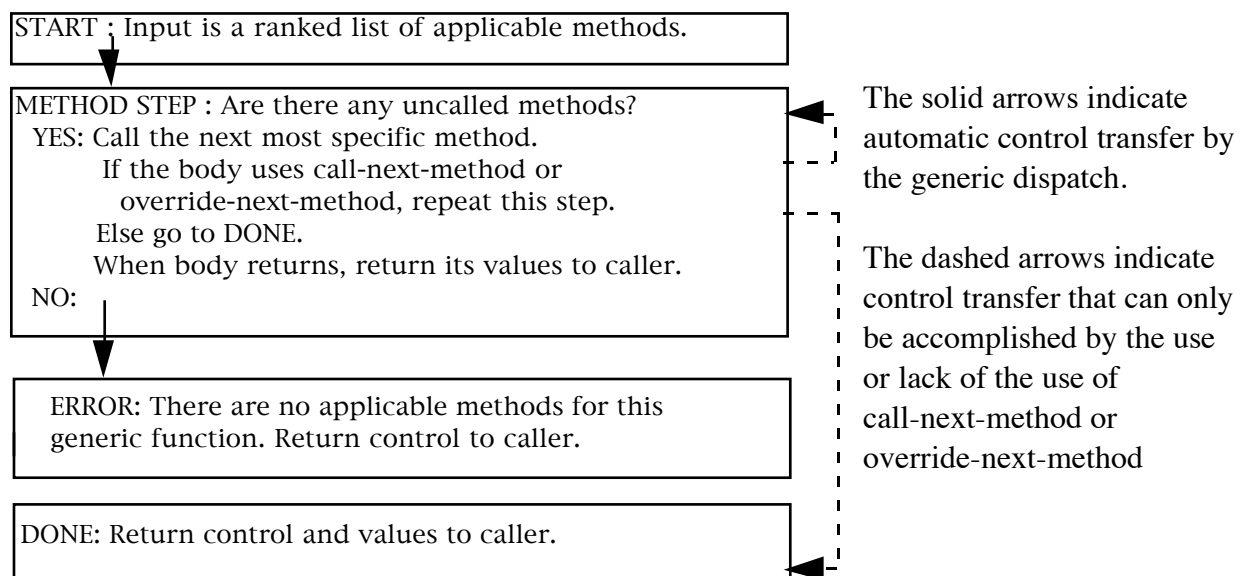 START : Input is a ranked list of applicable methods.
METHOD STEP : Are there any uncalled methods?
YES: Call the next most specific method.
If the body uses call-next-method or
override-next-method, repeat this step.
Else go to DONE.
When body returns, return its values to caller.
NO:
ERROR: There are no applicable methods for this
generic function. Return control to caller.
DONE: Return control and values to caller.
The solid arrows indicate
automatic control transfer by
the generic dispatch.
The dashed arrows indicate
control transfer that can only
be accomplished by the use
or lack of the use of
call-next-method or
override-next-method